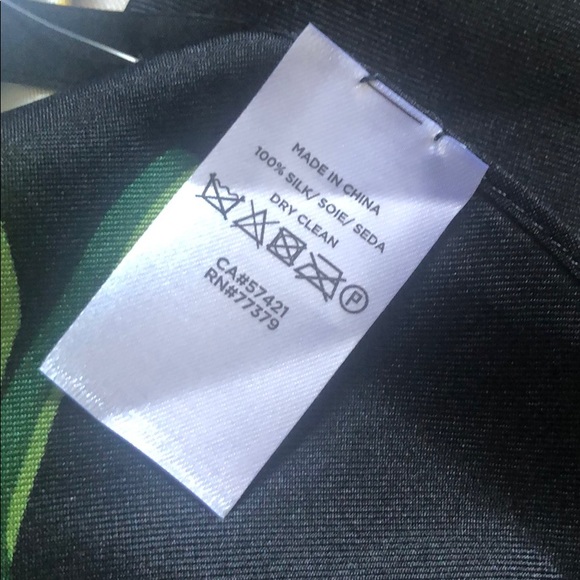 MADE IN CHINA
100% SILK/ SOIE/ SEDA
DRY CLEAN
P
CA#57421
RN#77379